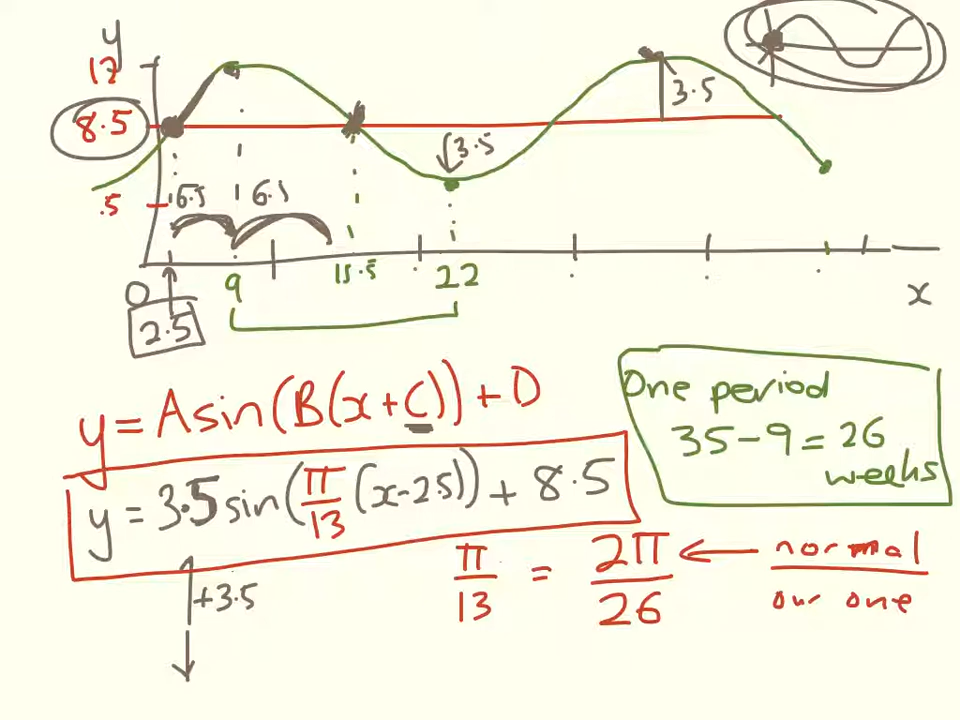 y
17
8.5
.5
3.5
3.5
6.5 6.5
0 9 15.5 22 x
2.5
y = A sin(B(x+C)) + D
y = 3.5 sin(π/13 (x-2.5)) + 8.5
One period
35-9=26
weeks
π/13 = 2π/26 ← normal/our one
+3.5